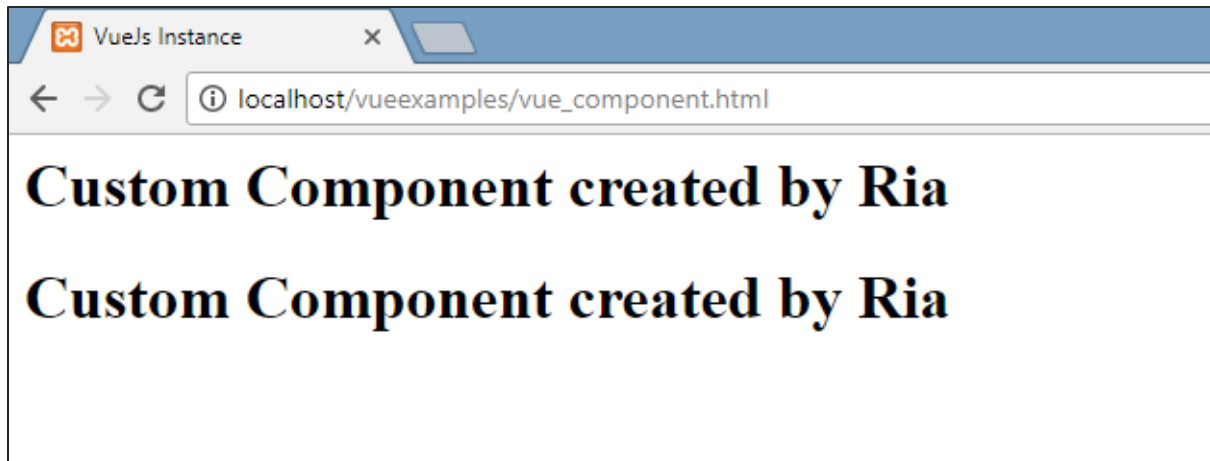 VueJs Instance
localhost/vueexamples/vue_component.html
Custom Component created by Ria
Custom Component created by Ria